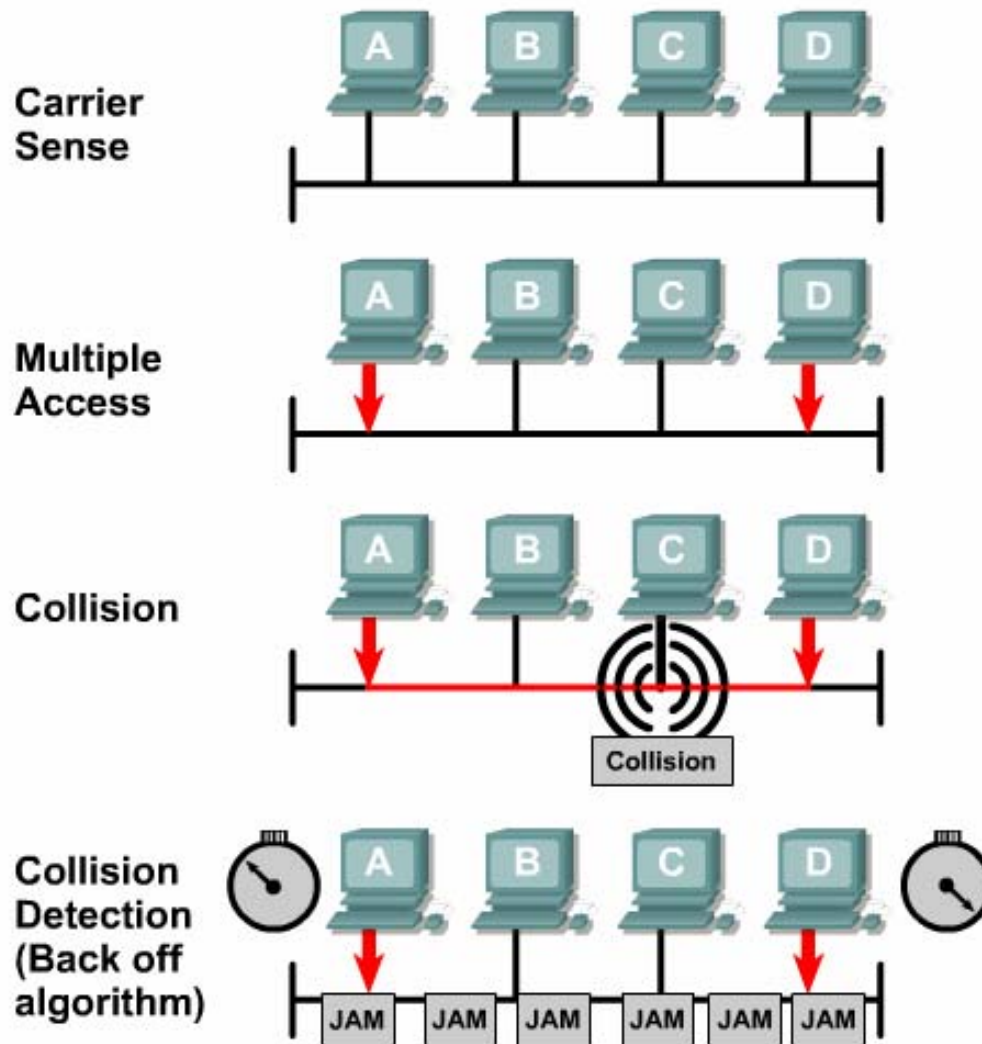 A B C D
Carrier
Sense
A B C D
Multiple
Access
A B C D
Collision
Collision
A B C D
Collision
Detection
(Back off
algorithm)
JAM JAM JAM JAM JAM JAM